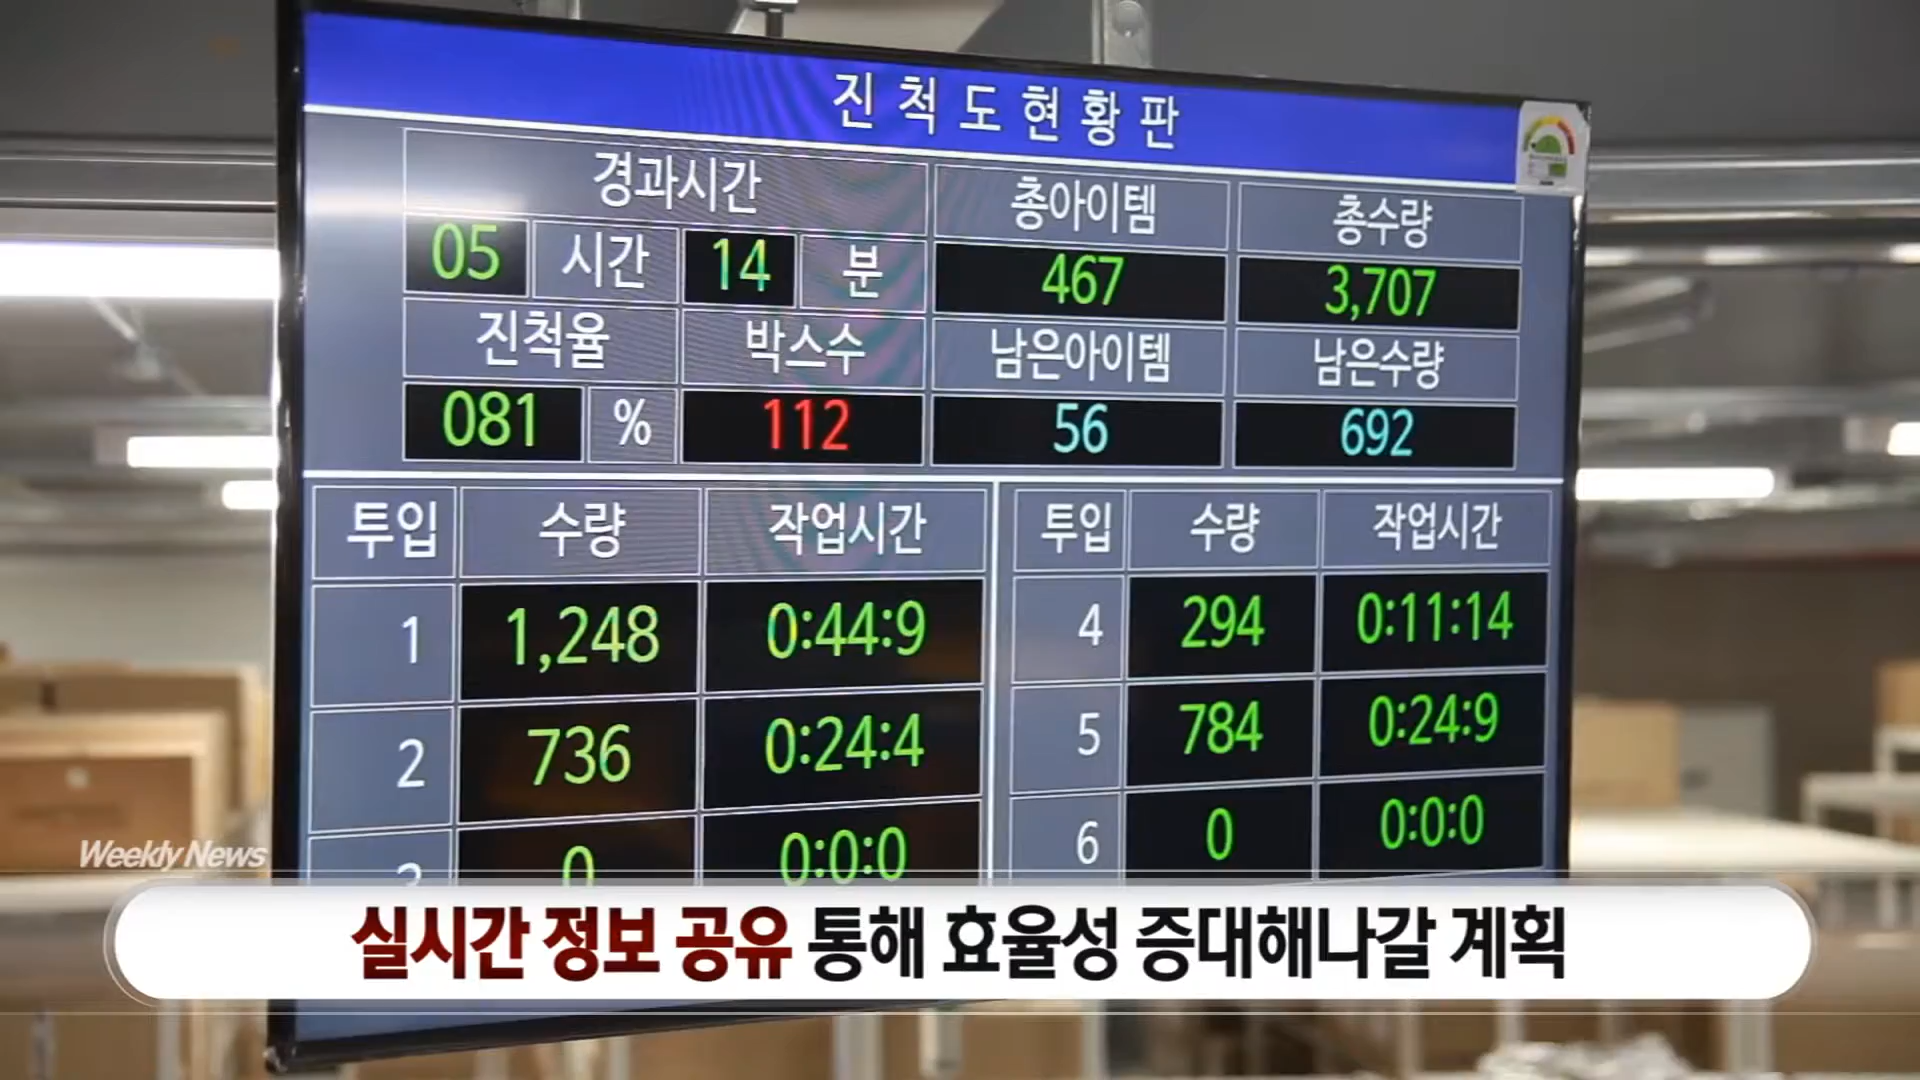 진척도현황판
경과시간 총아이템 총수량
05 시간 14 분 467 3,707
진척율 박스수 남은아이템 남은수량
081 % 112 56 692
투입 수량 작업시간 투입 수량 작업시간
1 1,248 0:44:9 4 294 0:11:14
2 736 0:24:4 5 784 0:24:9
3 0 0:0:0 6 0 0:0:0
Weekly News
실시간 정보 공유 통해 효율성 증대해나갈 계획